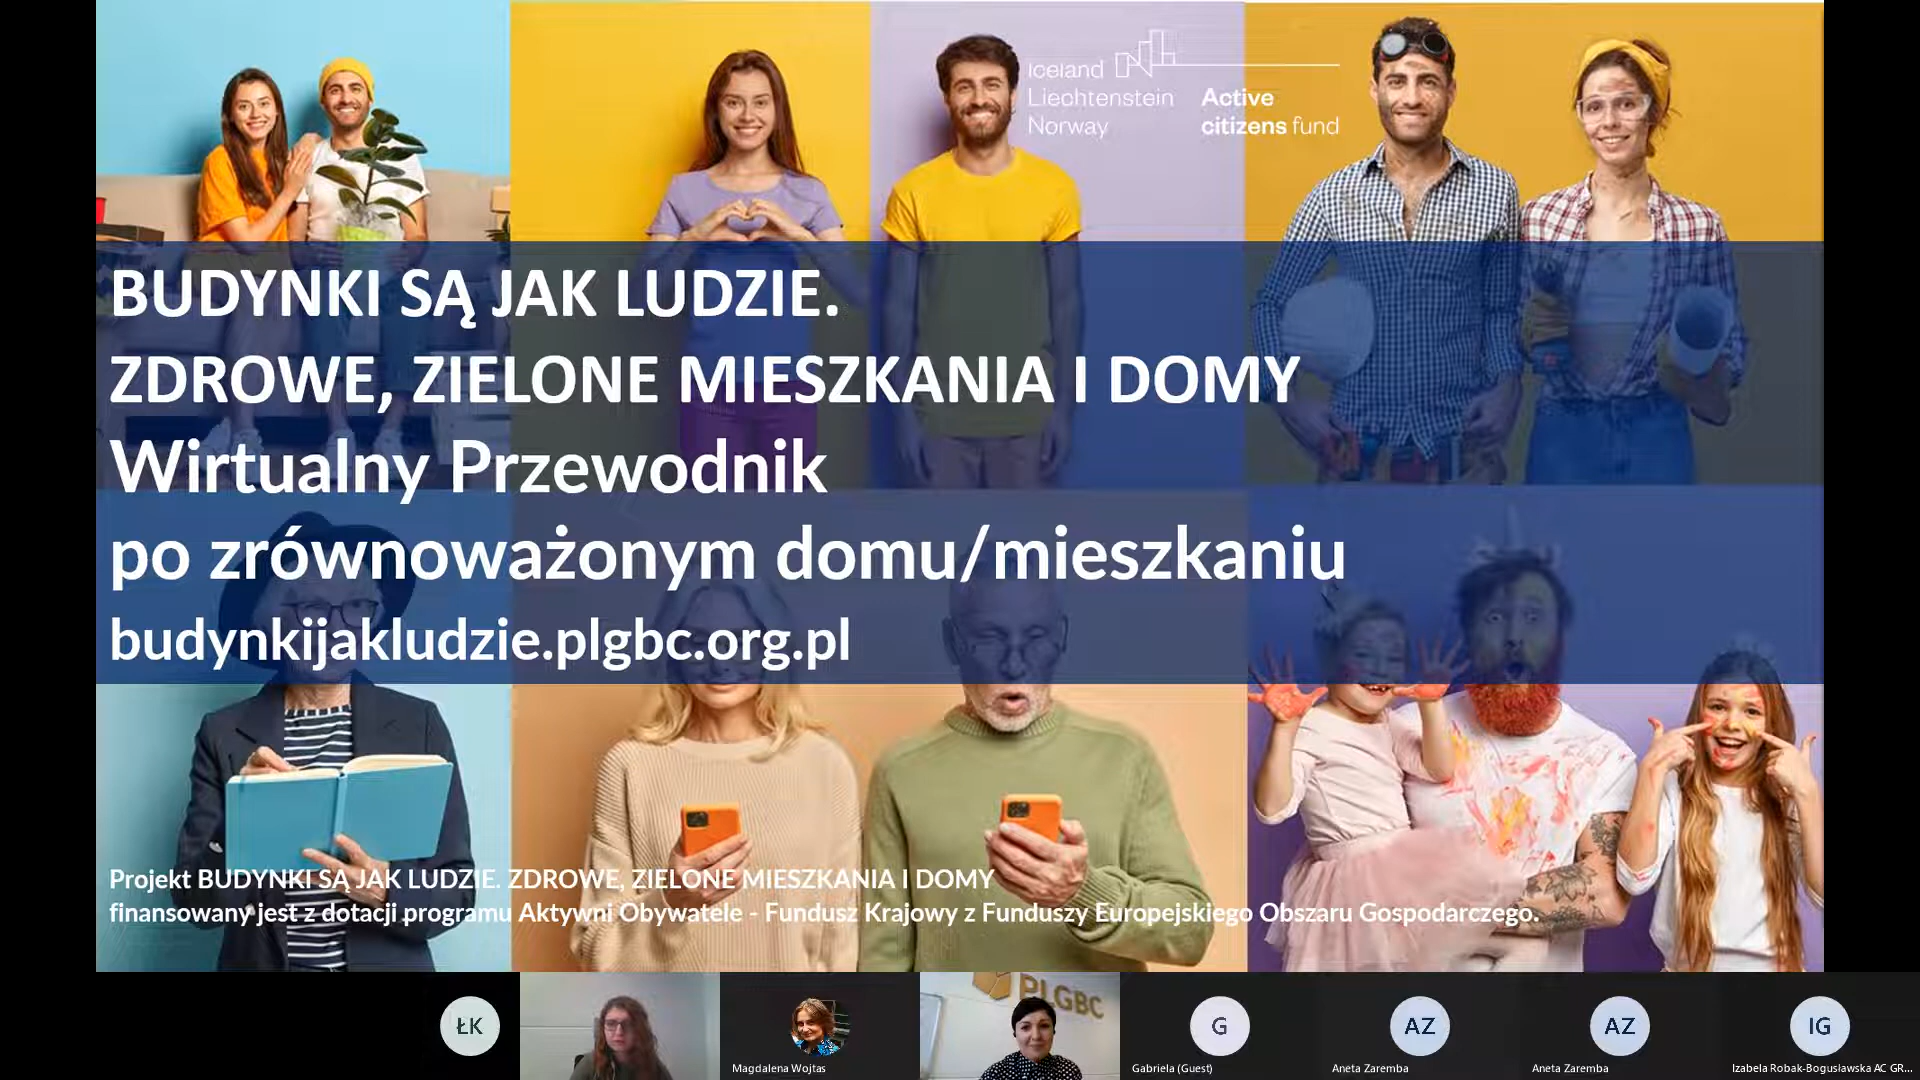 Iceland
Liechtenstein
Norway
Active
citizens fund
BUDYNKI SĄ JAK LUDZIE.
ZDROWE, ZIELONE MIESZKANIA I DOMY
Wirtualny Przewodnik
po zrównoważonym domu/mieszkaniu
budynkijakludzie.plgbc.org.pl
Projekt BUDYNKI SĄ JAK LUDZIE. ZDROWE, ZIELONE MIESZKANIA I DOMY
finansowany jest z dotacji programu Aktywni Obywatele - Fundusz Krajowy z Funduszy Europejskiego Obszaru Gospodarczego.
ŁK
PLGBC
G
AZ
AZ
IG
Magdalena Wojtas
Gabriela (Guest)
Aneta Zaremba
Aneta Zaremba
Izabela Robak-Bogusławska AC GR...